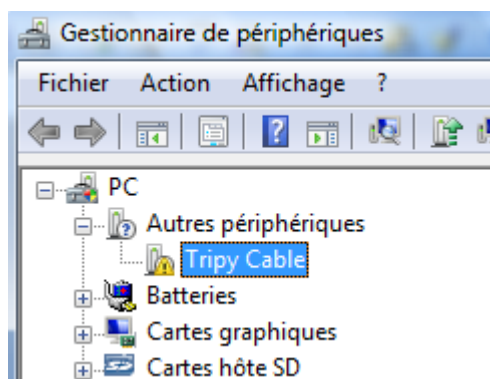 Gestionnaire de périphériques
Fichier Action Affichage ?
PC
Autres périphériques
Tripy Cable
Batteries
Cartes graphiques
Cartes hôte SD